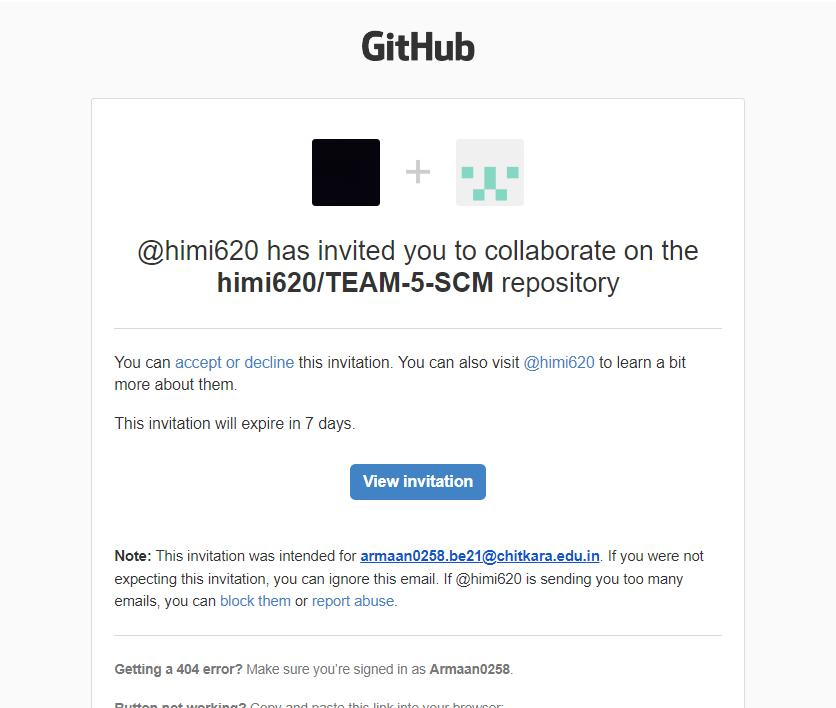 GitHub
@himi620 has invited you to collaborate on the
himi620/TEAM-5-SCM repository
You can accept or decline this invitation. You can also visit @himi620 to learn a bit
more about them.
This invitation will expire in 7 days.
View invitation
Note: This invitation was intended for armaan0258.be21@chitkara.edu.in. If you were not
expecting this invitation, you can ignore this email. If @himi620 is sending you too many
emails, you can block them or report abuse.
Getting a 404 error? Make sure you’re signed in as Armaan0258.
Button not working? Copy and paste this link into your browser: